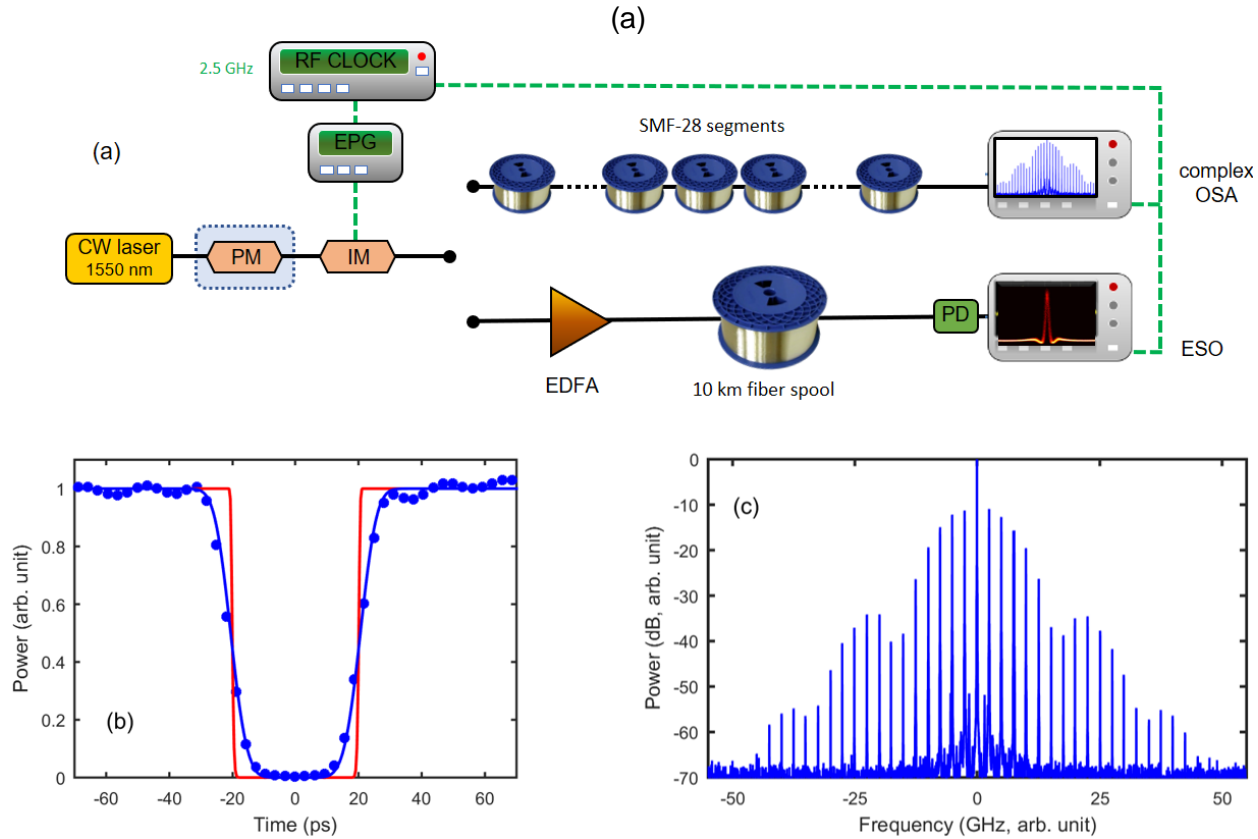 (a)
RF CLOCK
2.5 GHz
EPG
SMF-28 segments
(a)
complex
OSA
CW laser
1550 nm
PM
IM
PD
ESO
EDFA
10 km fiber spool
1
0.8
0.6
0.4
0.2
0
Power (arb. unit)
(b)
-60
-40
-20
0
20
40
60
Time (ps)
0
-10
-20
-30
-40
-50
-60
-70
Power (dB, arb. unit)
(c)
-50
-25
0
25
50
Frequency (GHz, arb. unit)